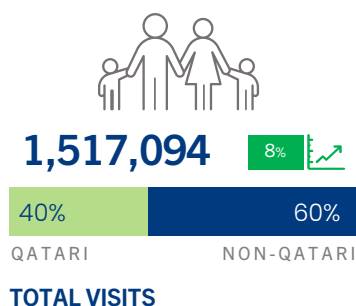 1,517,094 8%
40% 60%
QATARI NON-QATARI
TOTAL VISITS